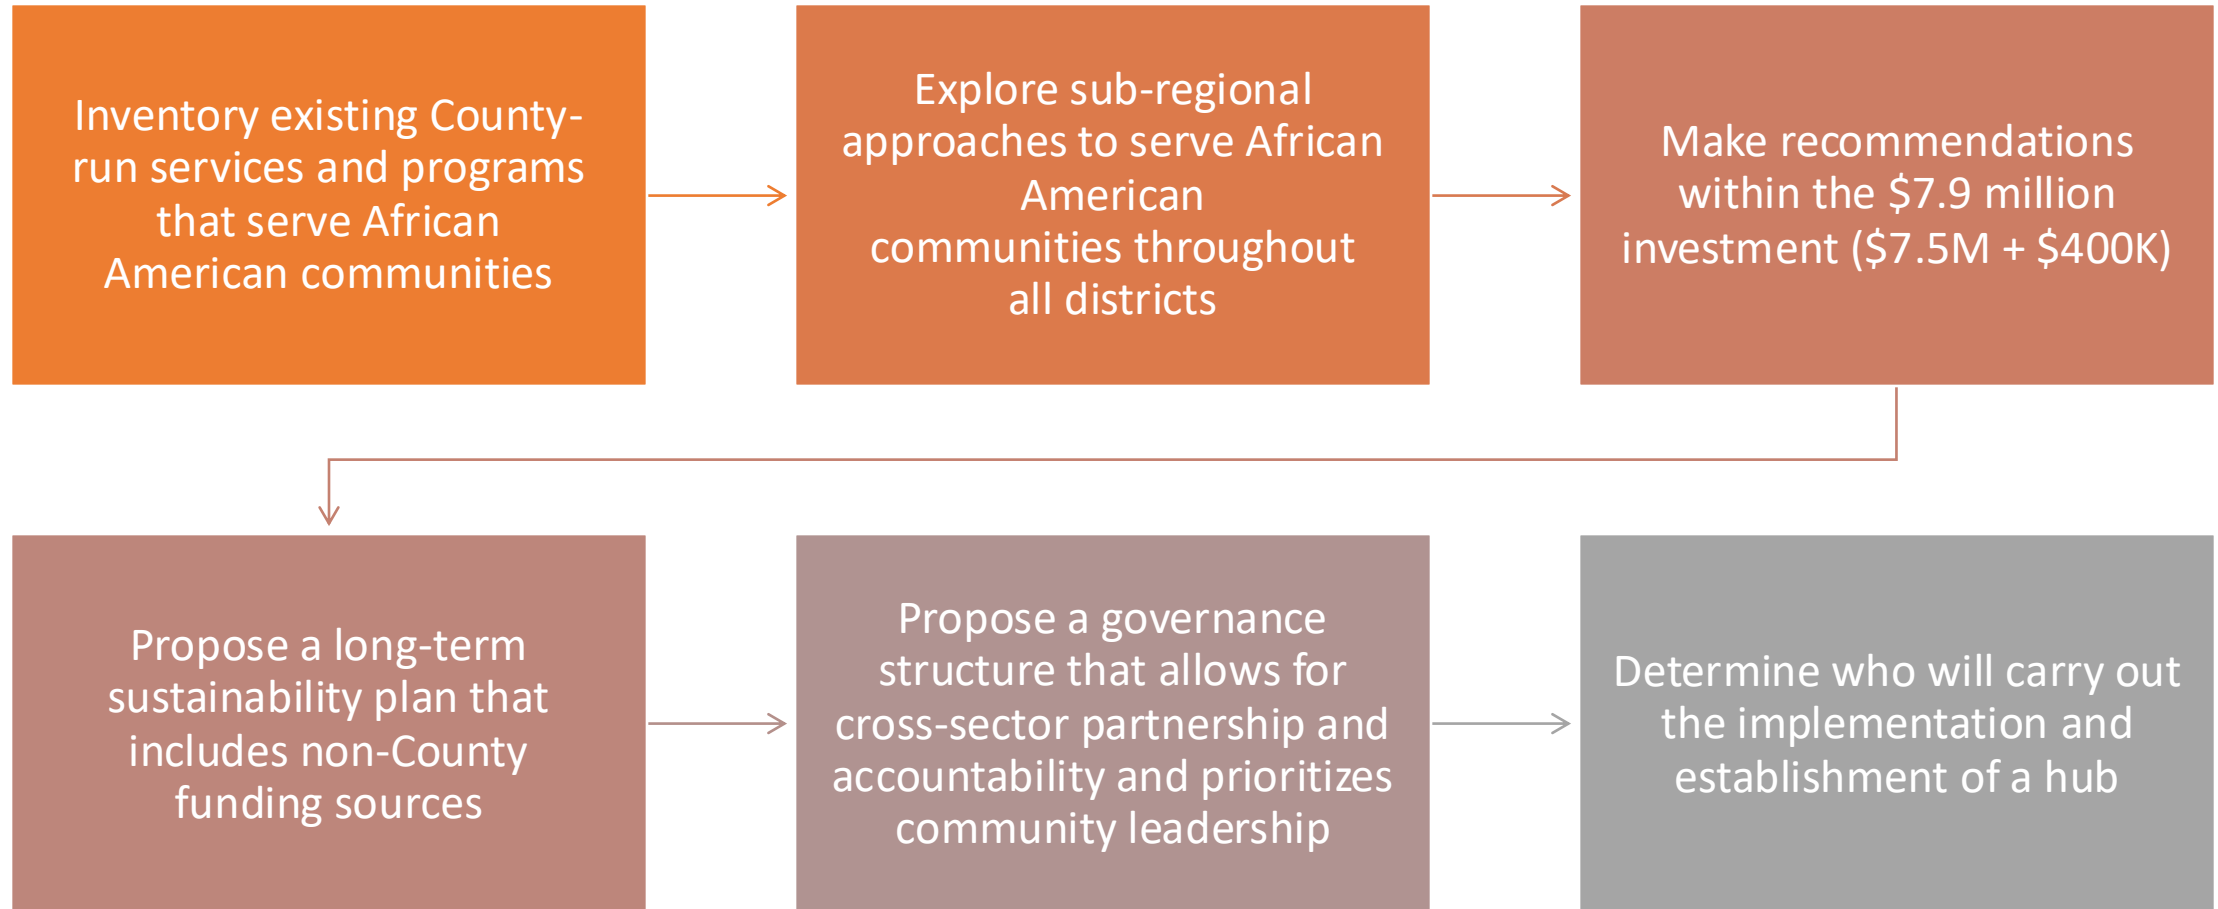 Inventory existing County-
run services and programs
that serve African
American communities
Explore sub-regional
approaches to serve African
American
communities throughout
all districts
Make recommendations
within the $7.9 million
investment ($7.5M + $400K)
Propose a long-term
sustainability plan that
includes non-County
funding sources
Propose a governance
structure that allows for
cross-sector partnership and
accountability and prioritizes
community leadership
Determine who will carry out
the implementation and
establishment of a hub